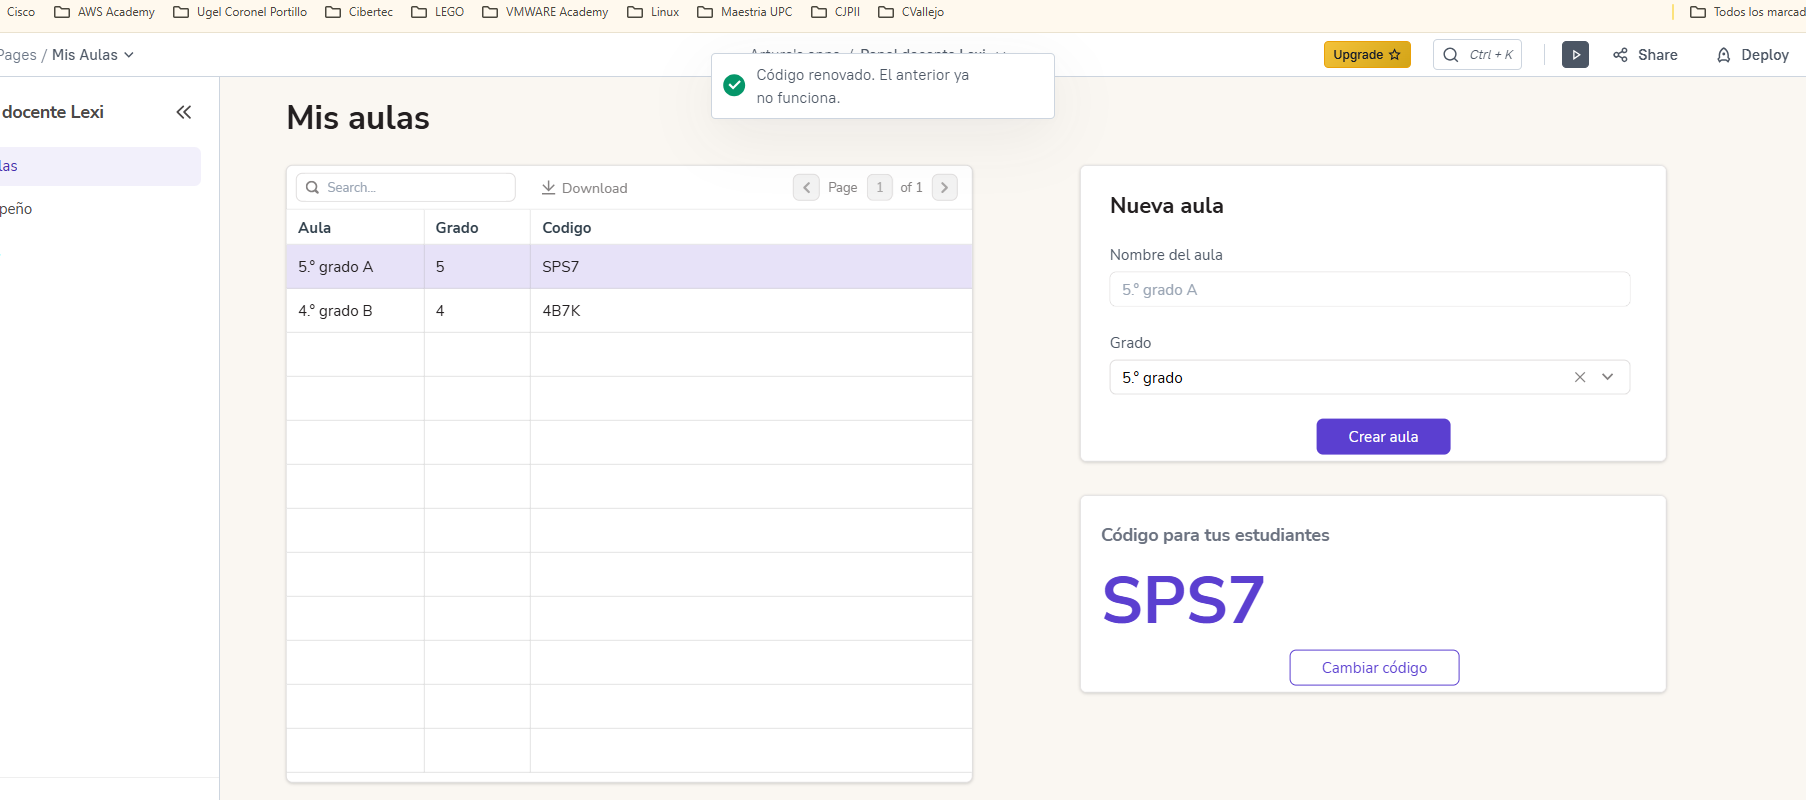 Cisco AWS Academy Ugel Coronel Portillo Cibertec LEGO VMWARE Academy Linux Maestria UPC CJPII CVallejo Todos los marcad
Pages / Mis Aulas
Upgrade Ctrl + K Share Deploy
Código renovado. El anterior ya
no funciona.
docente Lexi
las
peño
Mis aulas
Search... Download Page 1 of 1
Aula Grado Codigo
5.° grado A 5 SPS7
4.° grado B 4 4B7K
Nueva aula
Nombre del aula
5.° grado A
Grado
5.° grado
Crear aula
Código para tus estudiantes
SPS7
Cambiar código